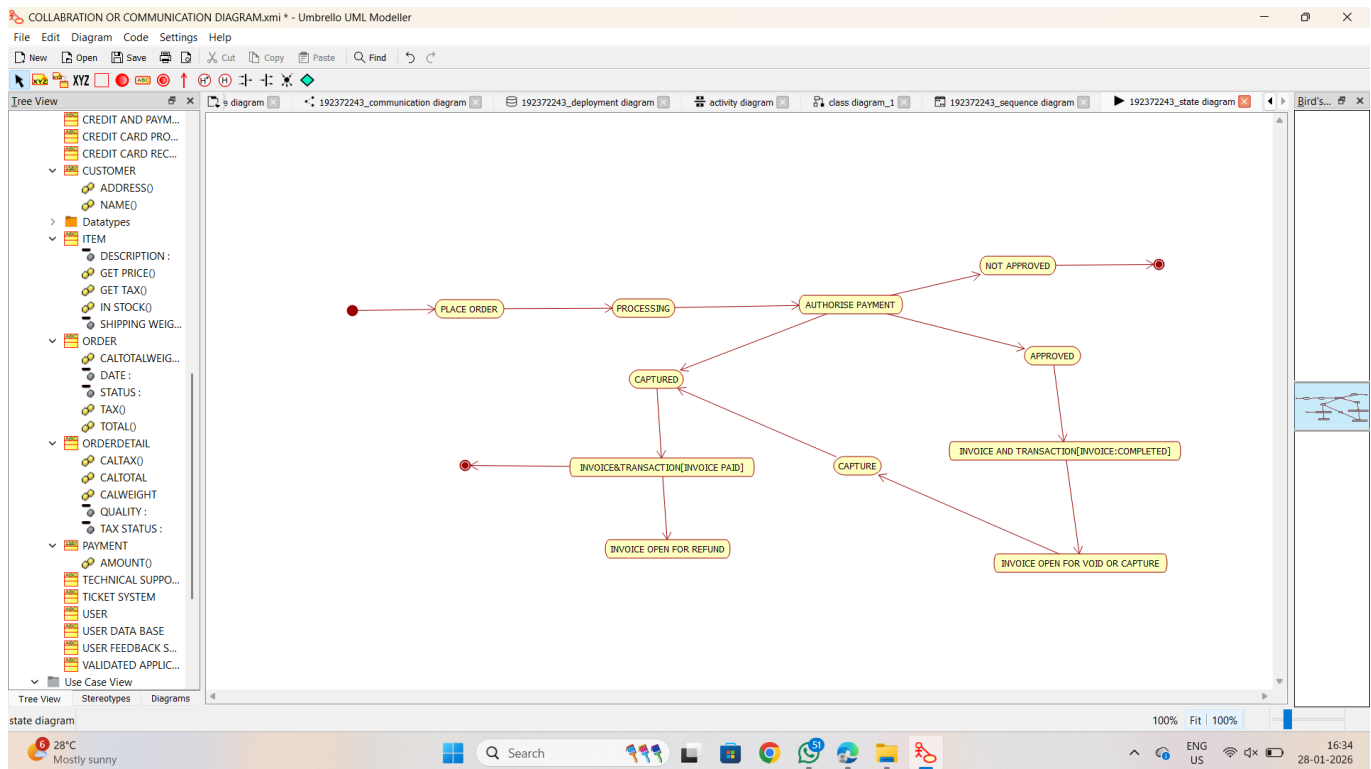 COLLABRATION OR COMMUNICATION DIAGRAM.xmi * - Umbrello UML Modeller
File Edit Diagram Code Settings Help
New Open Save Cut Copy Paste Find
XYZ XYZ ABC H* H
Tree View
e diagram 192372243_communication diagram 192372243_deployment diagram activity diagram class diagram_1 192372243_sequence diagram 192372243_state diagram
Bird's...
CREDIT AND PAYM...
CREDIT CARD PRO...
CREDIT CARD REC...
CUSTOMER
ADDRESS()
NAME()
Datatypes
ITEM
DESCRIPTION :
GET PRICE()
GET TAX()
IN STOCK()
SHIPPING WEIG...
ORDER
CALTOTALWEIG...
DATE :
STATUS :
TAX()
TOTAL()
ORDERDETAIL
CALTAX()
CALTOTAL
CALWEIGHT
QUALITY :
TAX STATUS :
PAYMENT
AMOUNT()
TECHNICAL SUPPO...
TICKET SYSTEM
USER
USER DATA BASE
USER FEEDBACK S...
VALIDATED APPLIC...
Use Case View
Tree View Stereotypes Diagrams
NOT APPROVED
PLACE ORDER
PROCESSING
AUTHORISE PAYMENT
APPROVED
CAPTURED
INVOICE AND TRANSACTION[INVOICE:COMPLETED]
INVOICE&TRANSACTION[INVOICE PAID]
CAPTURE
INVOICE OPEN FOR REFUND
INVOICE OPEN FOR VOID OR CAPTURE
state diagram
100% Fit 100%
6
28°C
Mostly sunny
Search
51
ENG
US
16:34
28-01-2026